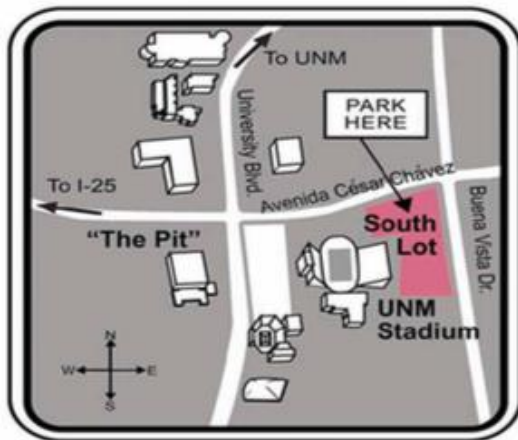 To UNM
PARK
HERE
University Blvd.
To I-25
Avenida César Chávez
"The Pit"
South
Lot
Buena Vista Dr.
UNM
Stadium
N
W
E
S